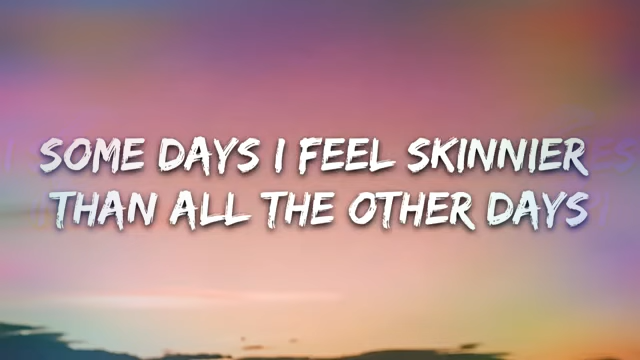 SOME DAYS I FEEL SKINNIER
THAN ALL THE OTHER DAYS